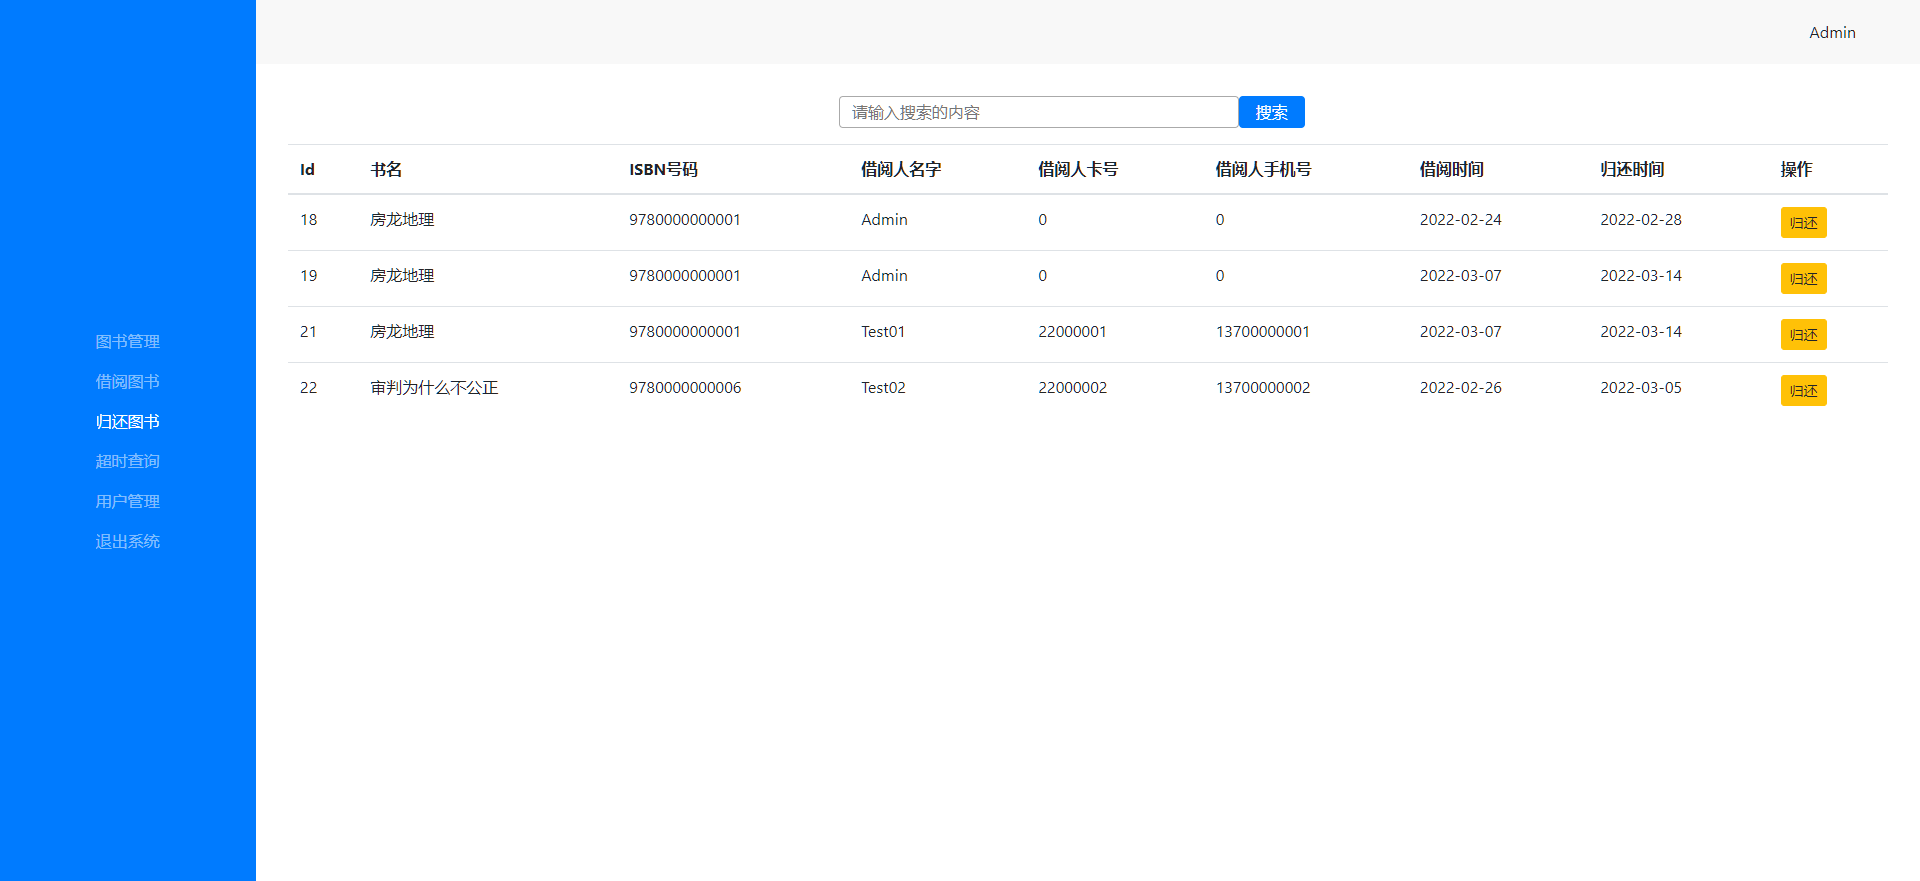 Admin
图书管理
借阅图书
归还图书
超时查询
用户管理
退出系统
请输入搜索的内容 搜索
Id 书名 ISBN号码 借阅人名字 借阅人卡号 借阅人手机号 借阅时间 归还时间 操作
18 房龙地理 9780000000001 Admin 0 0 2022-02-24 2022-02-28 归还
19 房龙地理 9780000000001 Admin 0 0 2022-03-07 2022-03-14 归还
21 房龙地理 9780000000001 Test01 22000001 13700000001 2022-03-07 2022-03-14 归还
22 审判为什么不公正 9780000000006 Test02 22000002 13700000002 2022-02-26 2022-03-05 归还